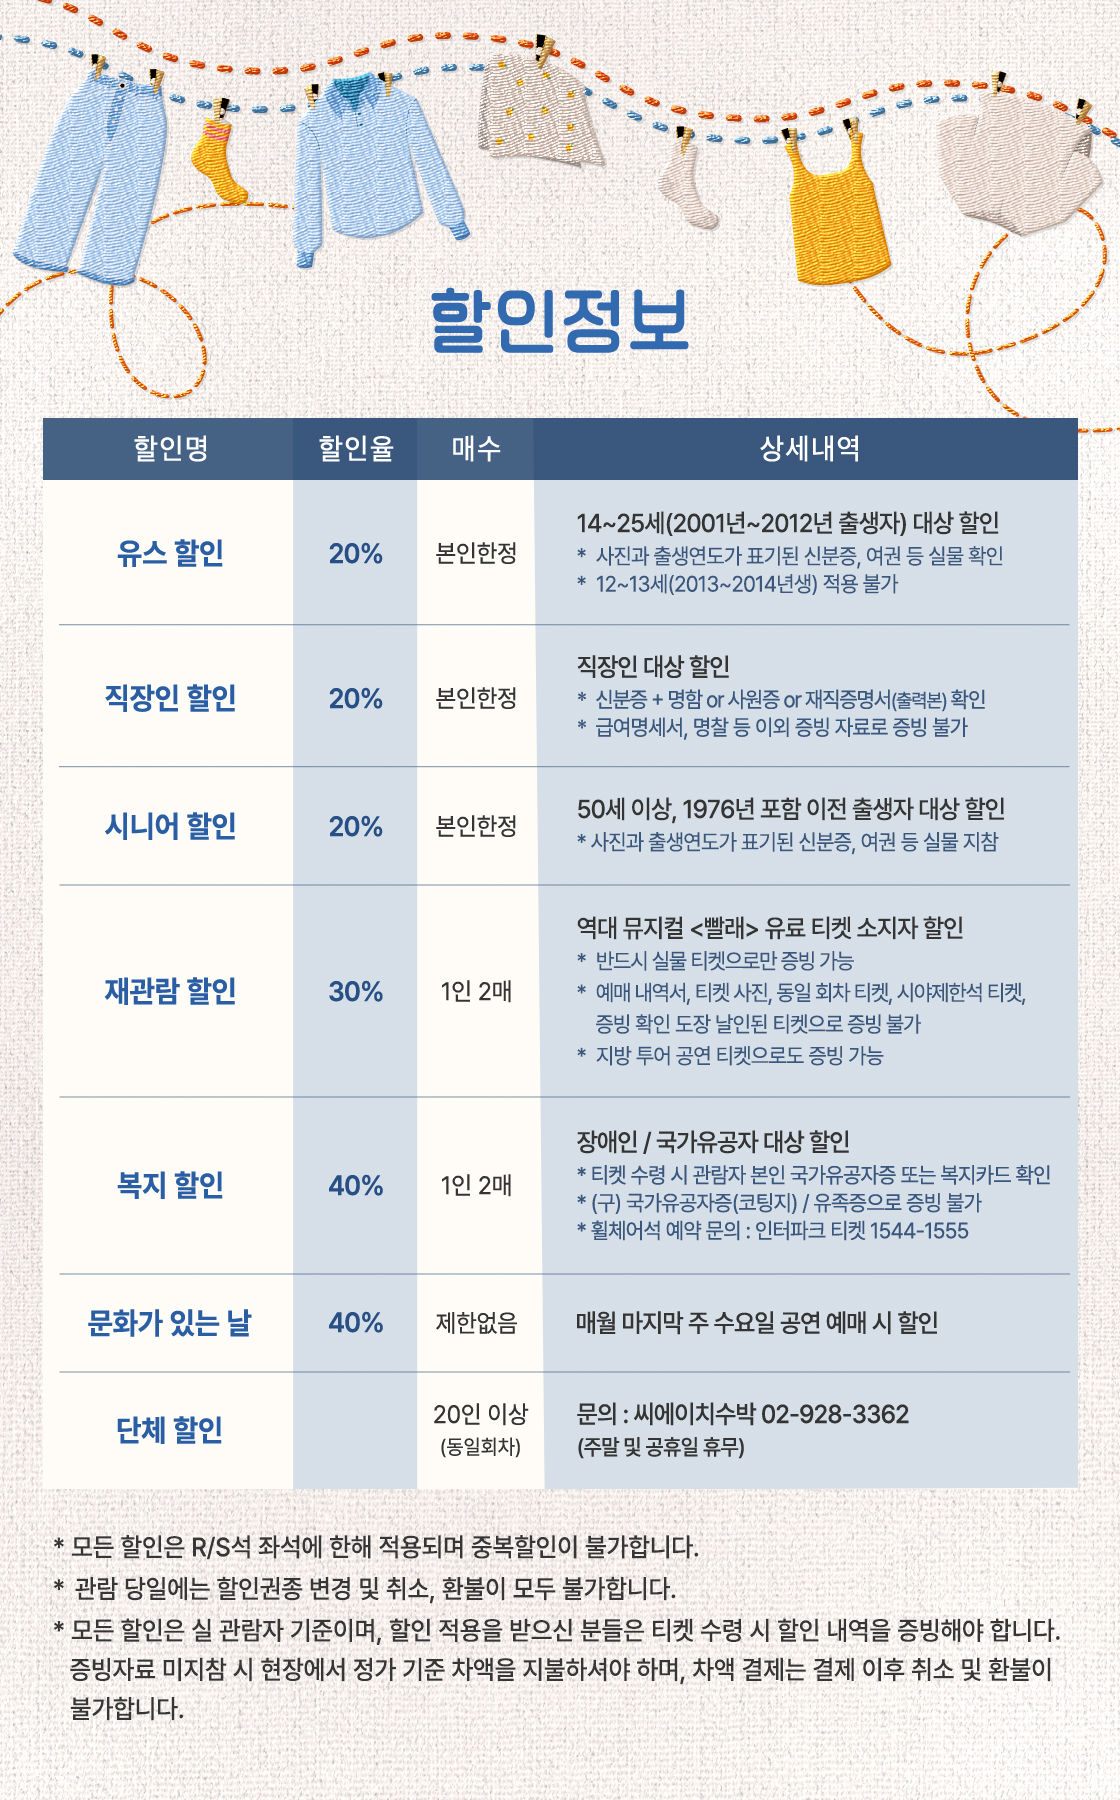 할인정보
할인명 할인율 매수 상세내역
유스 할인 20% 본인한정
14~25세(2001년~2012년 출생자) 대상 할인
* 사진과 출생연도가 표기된 신분증, 여권 등 실물 확인
* 12~13세(2013~2014년생) 적용 불가
직장인 할인 20% 본인한정
직장인 대상 할인
* 신분증 + 명함 or 사원증 or 재직증명서(출력본) 확인
* 급여명세서, 명찰 등 이외 증빙 자료로 증빙 불가
시니어 할인 20% 본인한정
50세 이상, 1976년 포함 이전 출생자 대상 할인
* 사진과 출생연도가 표기된 신분증, 여권 등 실물 지참
재관람 할인 30% 1인 2매
역대 뮤지컬 <빨래> 유료 티켓 소지자 할인
* 반드시 실물 티켓으로만 증빙 가능
* 예매 내역서, 티켓 사진, 동일 회차 티켓, 시야제한석 티켓,
증빙 확인 도장 날인된 티켓으로 증빙 불가
* 지방 투어 공연 티켓으로도 증빙 가능
복지 할인 40% 1인 2매
장애인 / 국가유공자 대상 할인
* 티켓 수령 시 관람자 본인 국가유공자증 또는 복지카드 확인
* (구) 국가유공자증(코팅지) / 유족증으로 증빙 불가
* 휠체어석 예약 문의 : 인터파크 티켓 1544-1555
문화가 있는 날 40% 제한없음 매월 마지막 주 수요일 공연 예매 시 할인
단체 할인
20인 이상
(동일회차)
문의 : 씨에이치수박 02-928-3362
(주말 및 공휴일 휴무)
* 모든 할인은 R/S석 좌석에 한해 적용되며 중복할인이 불가합니다.
* 관람 당일에는 할인권종 변경 및 취소, 환불이 모두 불가합니다.
* 모든 할인은 실 관람자 기준이며, 할인 적용을 받으신 분들은 티켓 수령 시 할인 내역을 증빙해야 합니다.
증빙자료 미지참 시 현장에서 정가 기준 차액을 지불하셔야 하며, 차액 결제는 결제 이후 취소 및 환불이
불가합니다.